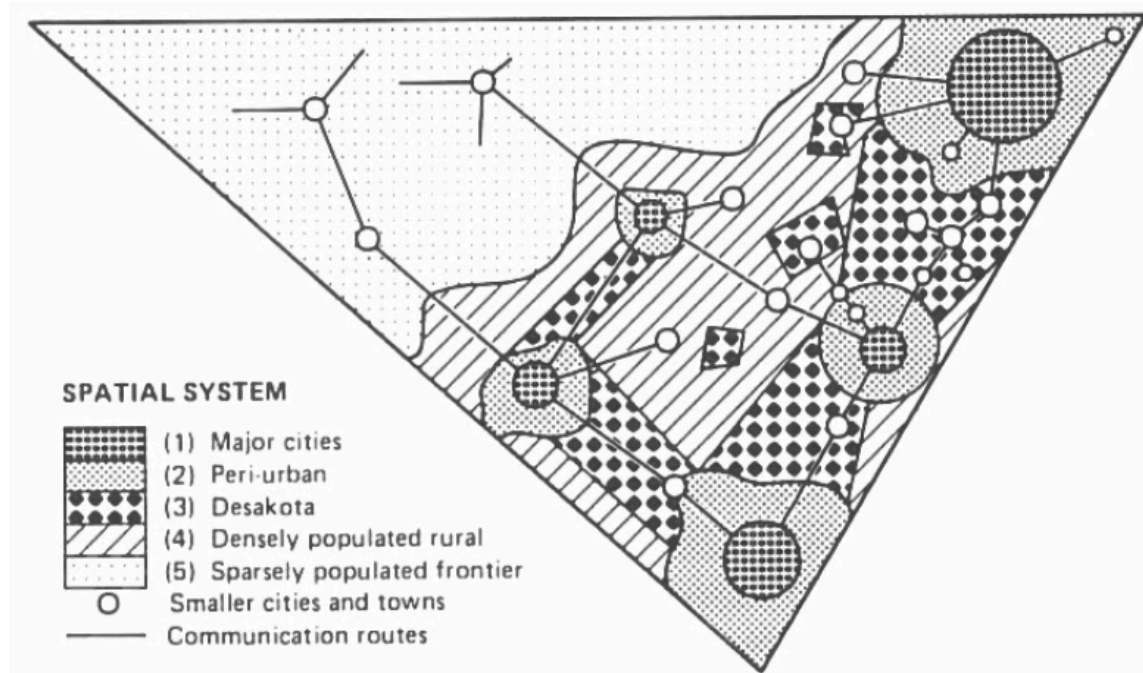 SPATIAL SYSTEM
(1) Major cities
(2) Peri-urban
(3) Desakota
(4) Densely populated rural
(5) Sparsely populated frontier
Smaller cities and towns
Communication routes